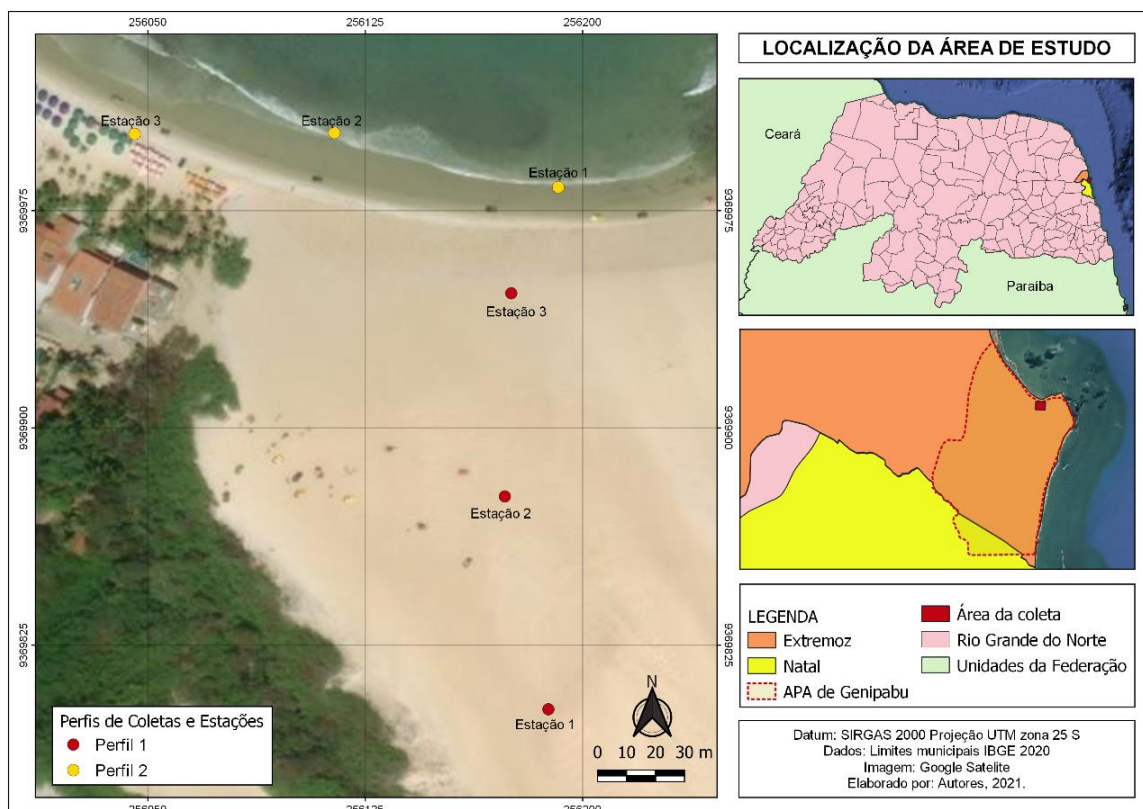 256050
256125
256200
Estação 3
Estação 2
Estação 1
9369975
9369975
Estação 3
9369900
9369900
Estação 2
9369825
9369825
Estação 1
N
0 10 20 30 m
Perfis de Coletas e Estações
Perfil 1
Perfil 2
256050
256125
256200
LOCALIZAÇÃO DA ÁREA DE ESTUDO
Ceará
Paraíba
LEGENDA
Extremoz
Natal
APA de Genipabu
Área da coleta
Rio Grande do Norte
Unidades da Federação
Datum: SIRGAS 2000 Projeção UTM zona 25 S
Dados: Limites municipais IBGE 2020
Imagem: Google Satelite
Elaborado por: Autores, 2021.